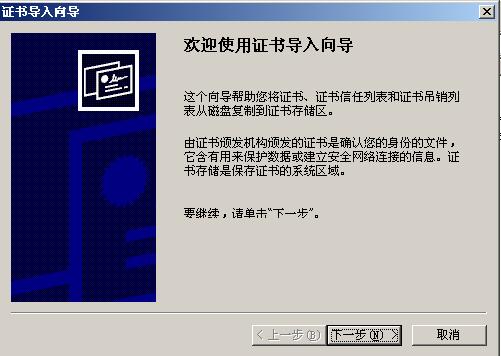 证书导入向导
欢迎使用证书导入向导
这个向导帮助您将证书、证书信任列表和证书吊销列
表从磁盘复制到证书存储区。
由证书颁发机构颁发的证书是确认您的身份的文件，
它含有用来保护数据或建立安全网络连接的信息。证
书存储是保存证书的系统区域。
要继续，请单击“下一步”。
< 上一步(B) 下一步(N) > 取消